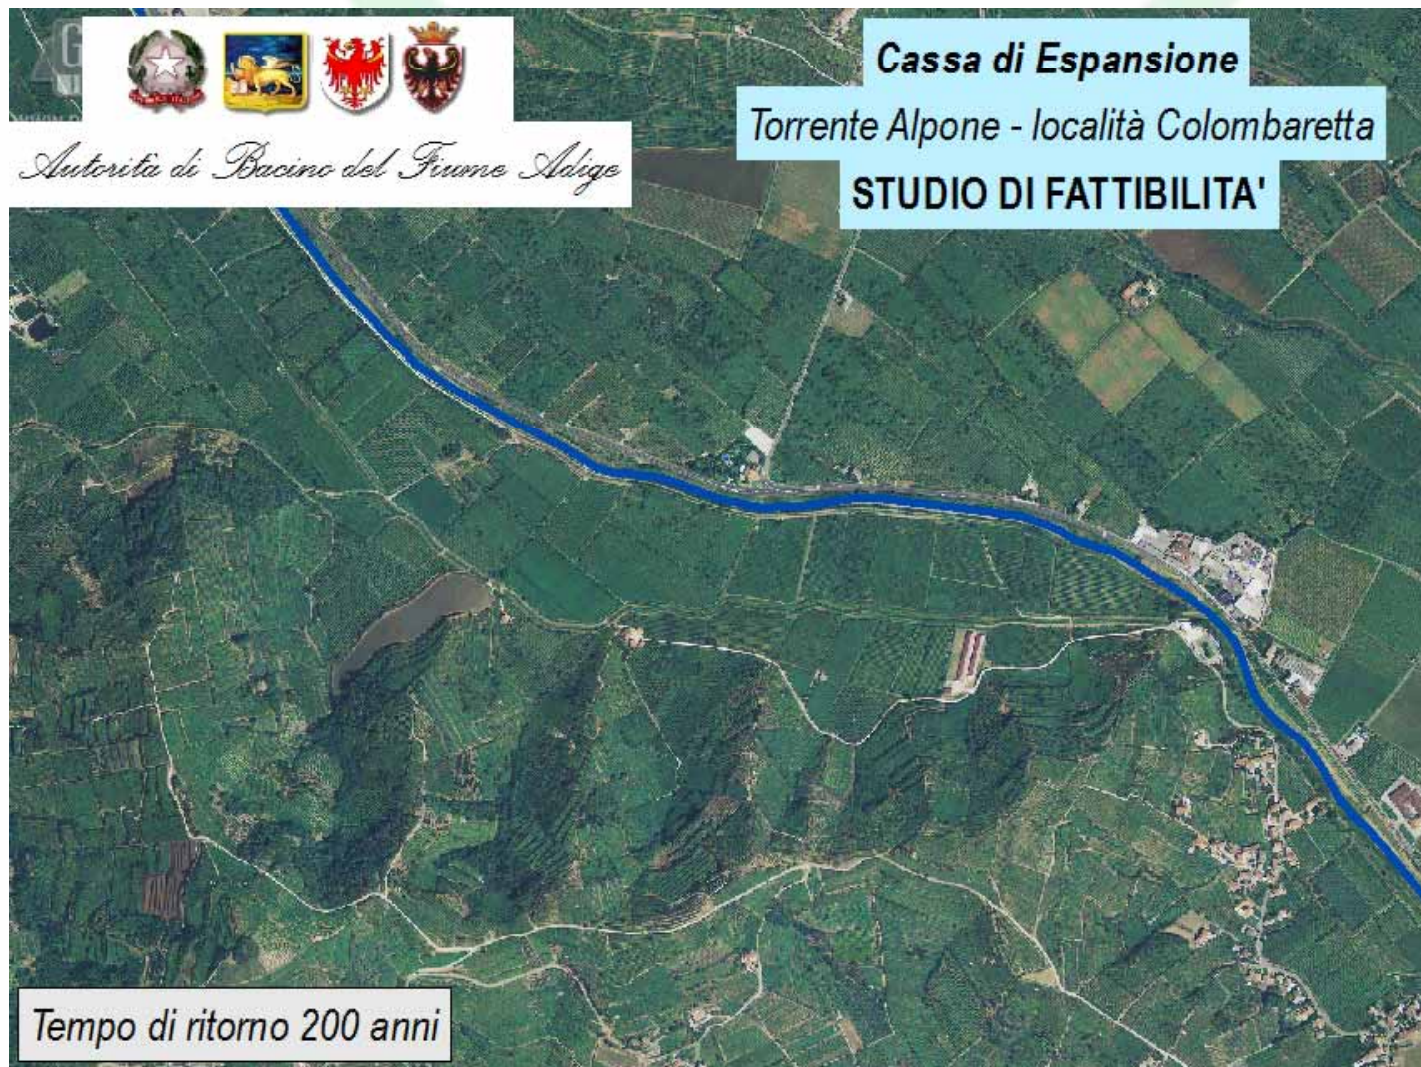 Autorità di Bacino del Fiume Adige
Cassa di Espansione
Torrente Alpone - località Colombaretta
STUDIO DI FATTIBILITA'
Tempo di ritorno 200 anni